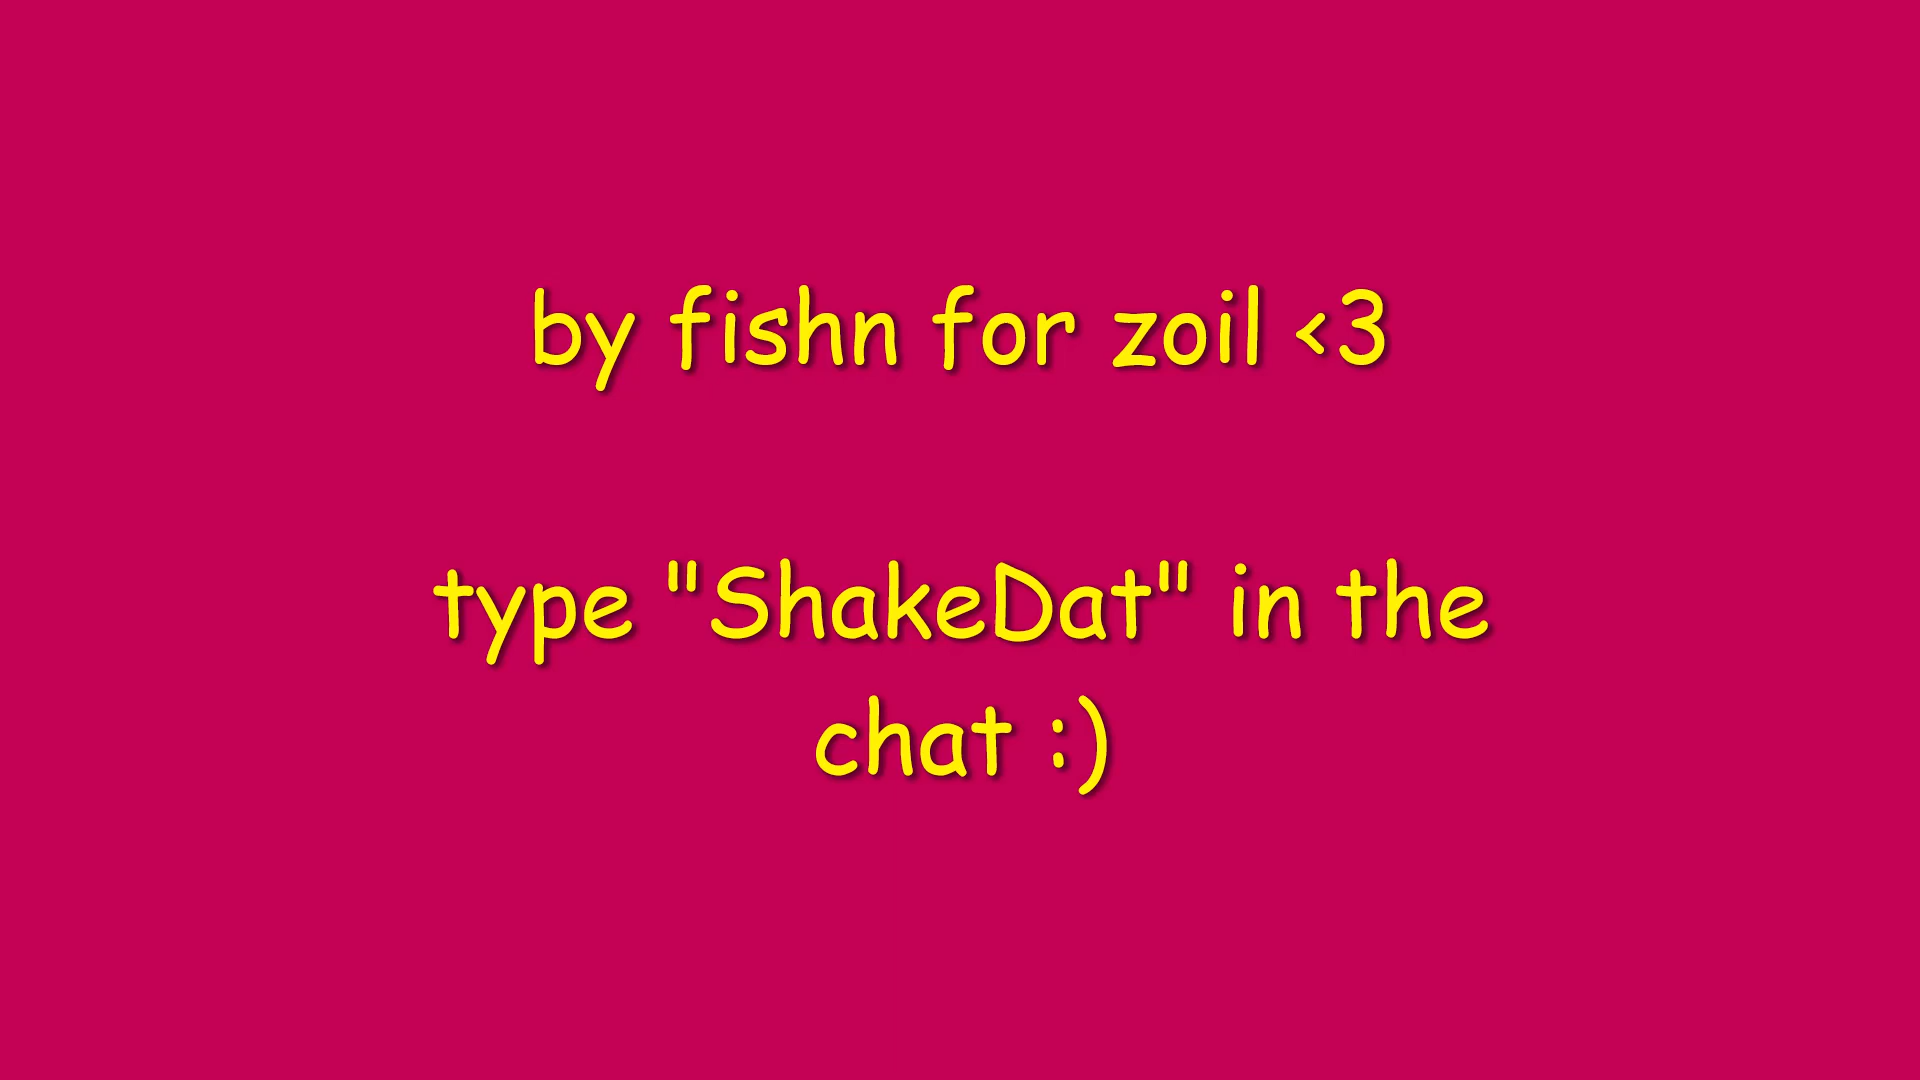 by fishn for zoil <3
type "ShakeDat" in the
chat :)